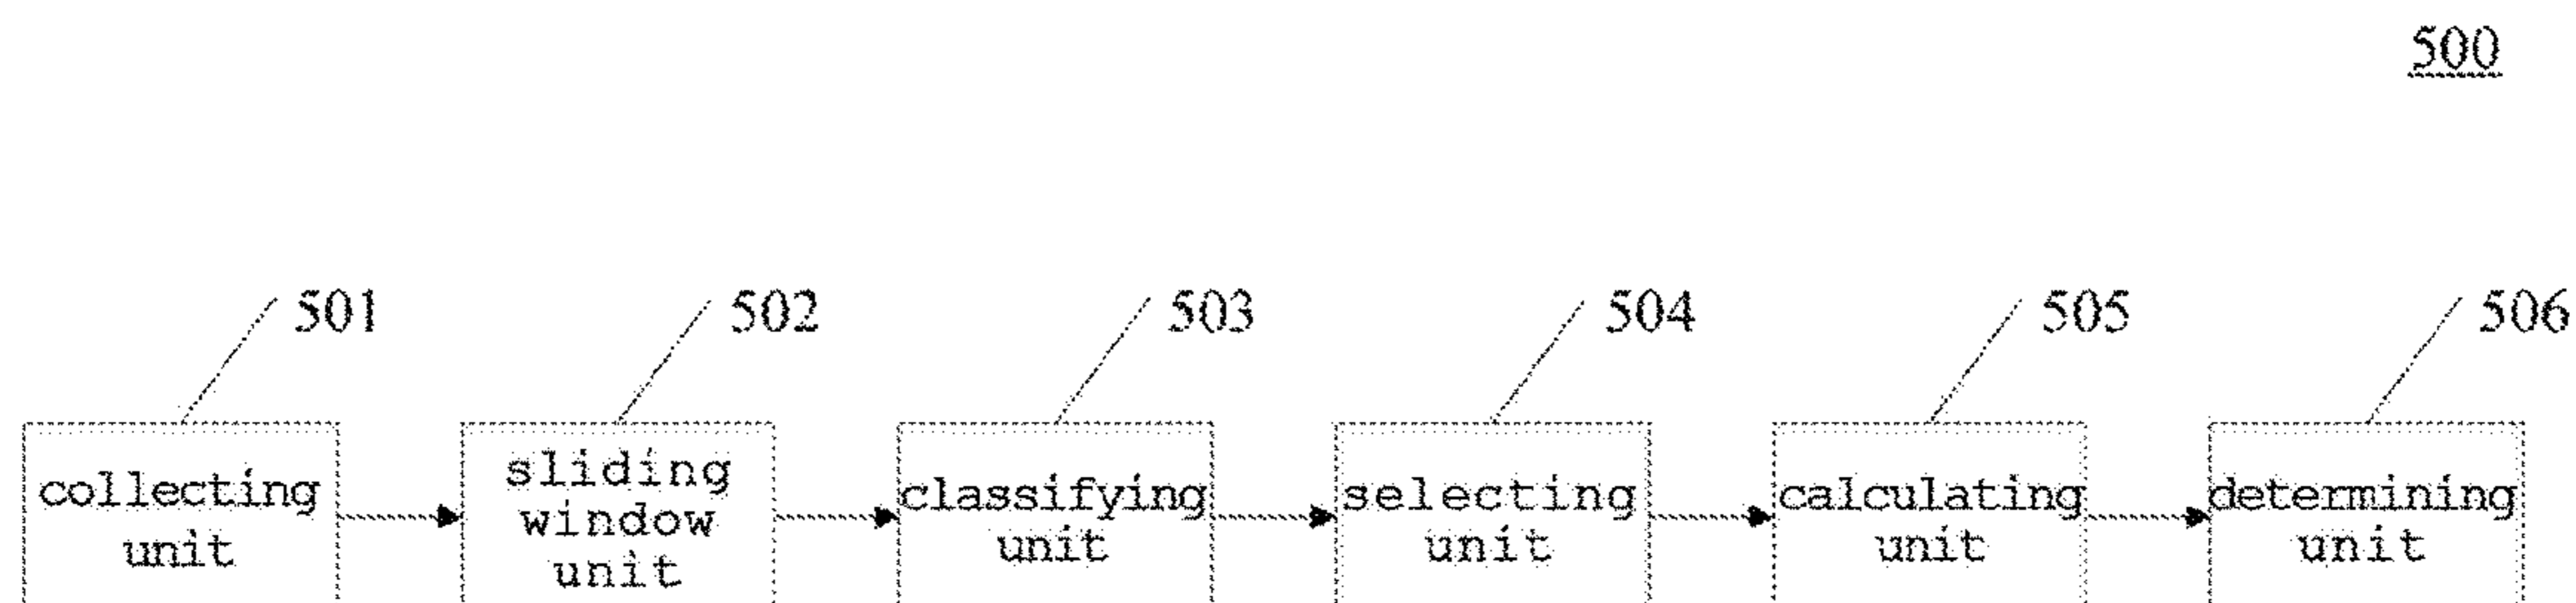 500
501
502
503
504
505
506
collecting
unit
sliding
window
unit
classifying
unit
selecting
unit
calculating
unit
determining
unit